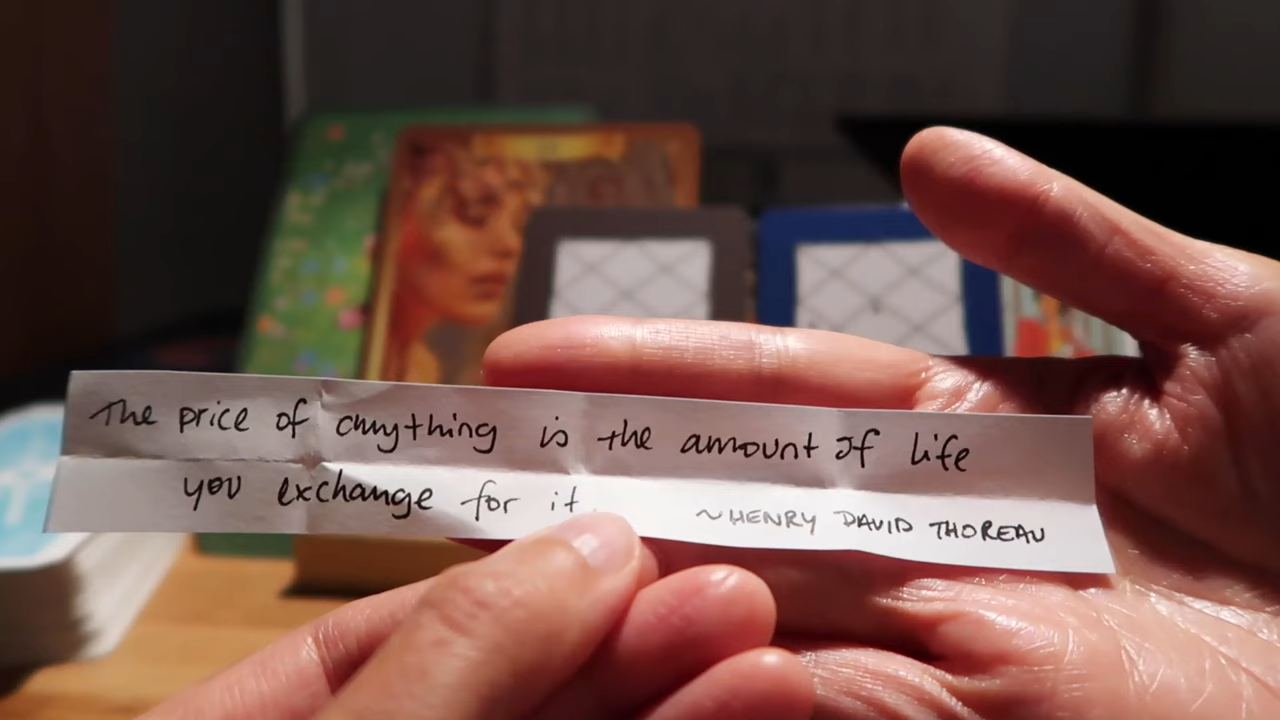 The price of anything is the amount of life
you exchange for it.
~HENRY DAVID THOREAU